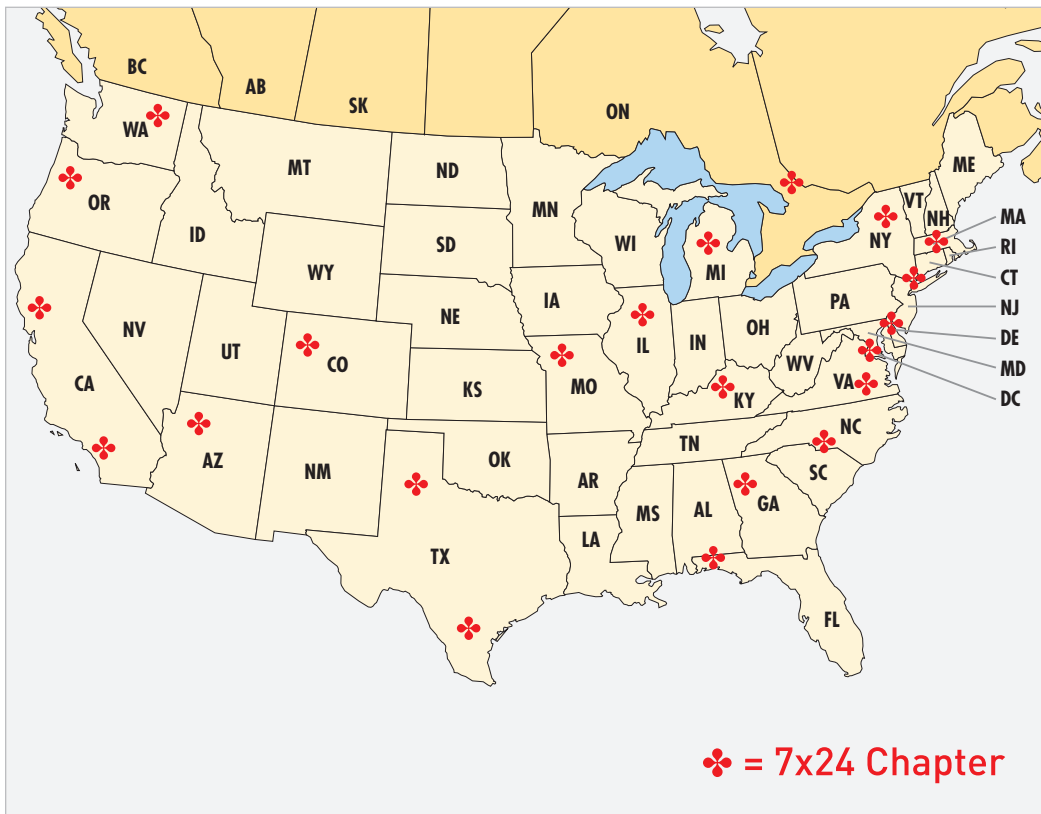 BC
AB
SK
ON
WA
MT
ND
MN
ME
VT
NH
MA
OR
ID
SD
WI
MI
NY
RI
WY
CT
IA
PA
NJ
NV
NE
IL
IN
OH
DE
UT
CO
WV
MD
CA
KS
MO
KY
VA
DC
AZ
NM
OK
TN
NC
AR
SC
MS
AL
GA
LA
TX
FL
= 7x24 Chapter